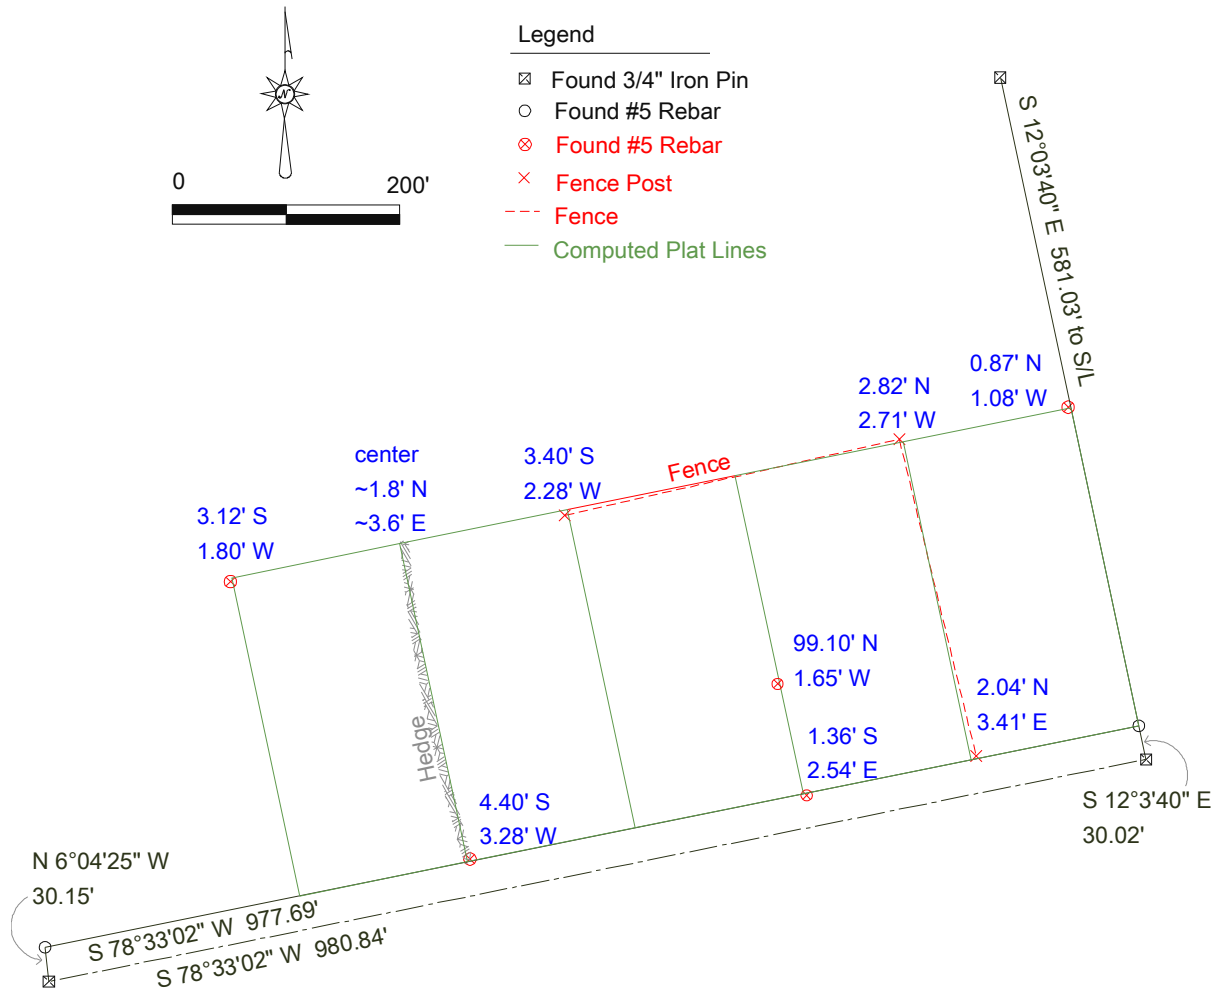 Legend
Found 3/4" Iron Pin
Found #5 Rebar
Found #5 Rebar
Fence Post
Fence
Computed Plat Lines
N
0 200'
S 12°03'40" E 581.03' to S/L
0.87' N
1.08' W
2.82' N
2.71' W
Fence
3.40' S
2.28' W
center
~1.8' N
~3.6' E
3.12' S
1.80' W
99.10' N
1.65' W
2.04' N
3.41' E
1.36' S
2.54' E
Hedge
4.40' S
3.28' W
S 12°3'40" E
30.02'
N 6°04'25" W
30.15'
S 78°33'02" W 977.69'
S 78°33'02" W 980.84'